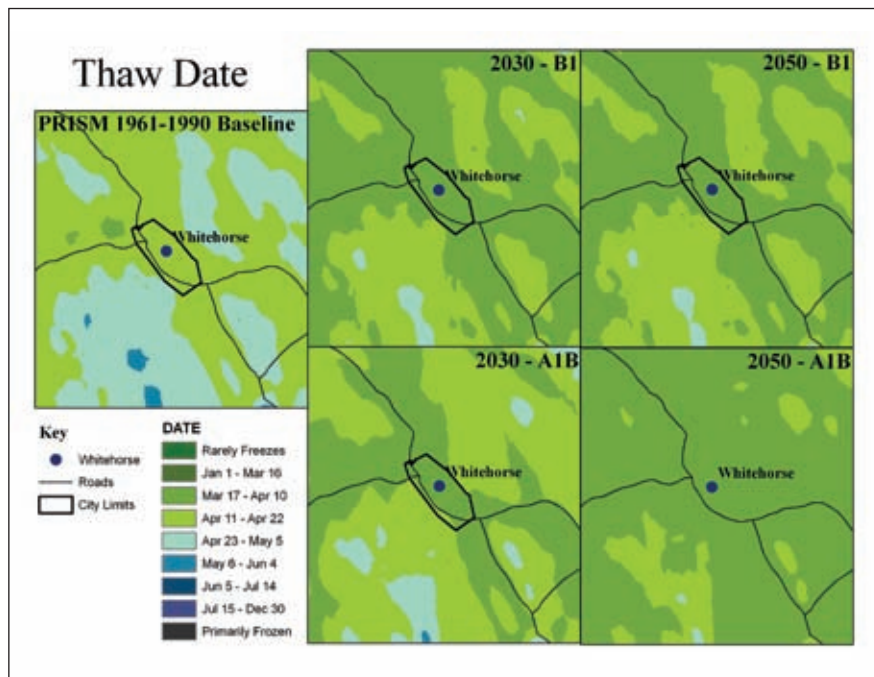 Thaw Date
PRISM 1961-1990 Baseline
Whitehorse
2030 - B1
Whitehorse
2050 - B1
Whitehorse
2030 - A1B
Whitehorse
2050 - A1B
Whitehorse
Key
Whitehorse
Roads
City Limits
DATE
Rarely Freezes
Jan 1 - Mar 16
Mar 17 - Apr 10
Apr 11 - Apr 22
Apr 23 - May 5
May 6 - Jun 4
Jun 5 - Jul 14
Jul 15 - Dec 30
Primarily Frozen